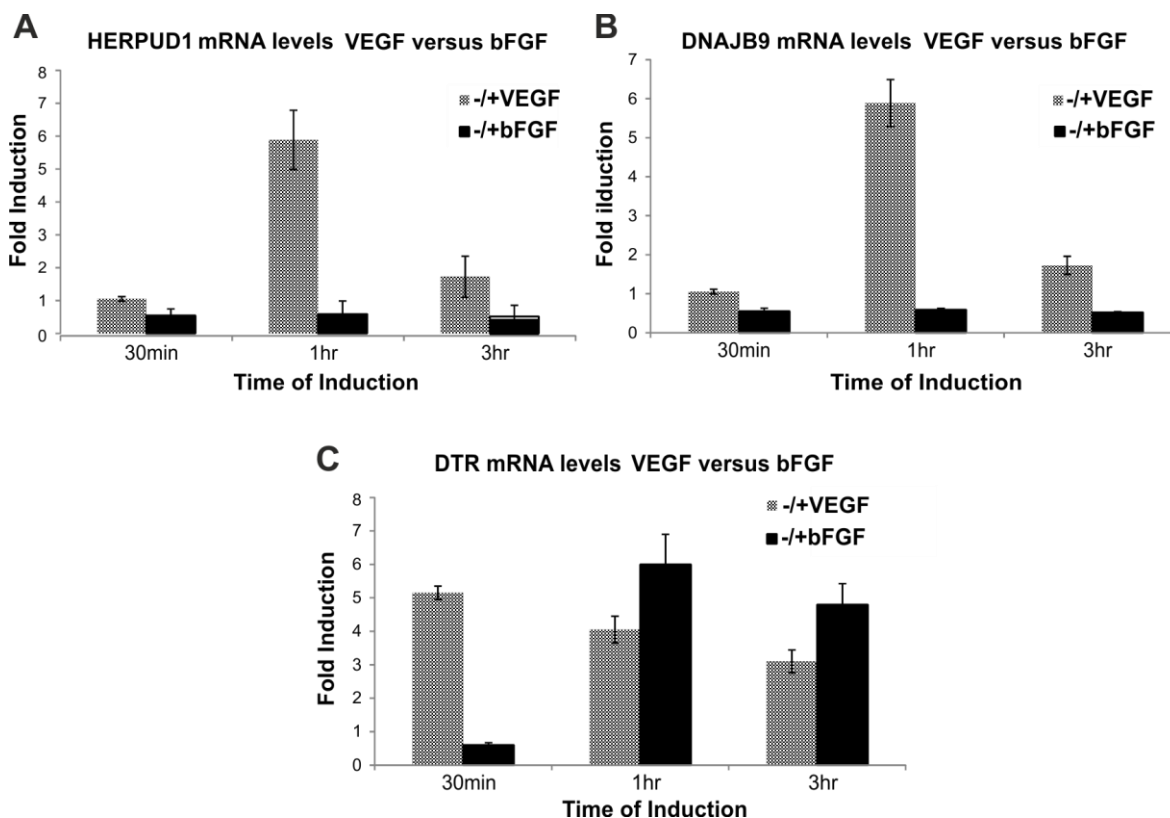 A
HERPUD1 mRNA levels VEGF versus bFGF
8
7
6
5
4
3
2
1
0
Fold Induction
-/+VEGF
-/+bFGF
30min 1hr 3hr
Time of Induction
B
DNAJB9 mRNA levels VEGF versus bFGF
7
6
5
4
3
2
1
0
Fold ilduction
-/+VEGF
-/+bFGF
30min 1hr 3hr
Time of Induction
C
DTR mRNA levels VEGF versus bFGF
8
7
6
5
4
3
2
1
0
Fold Induction
-/+VEGF
-/+bFGF
30min 1hr 3hr
Time of Induction